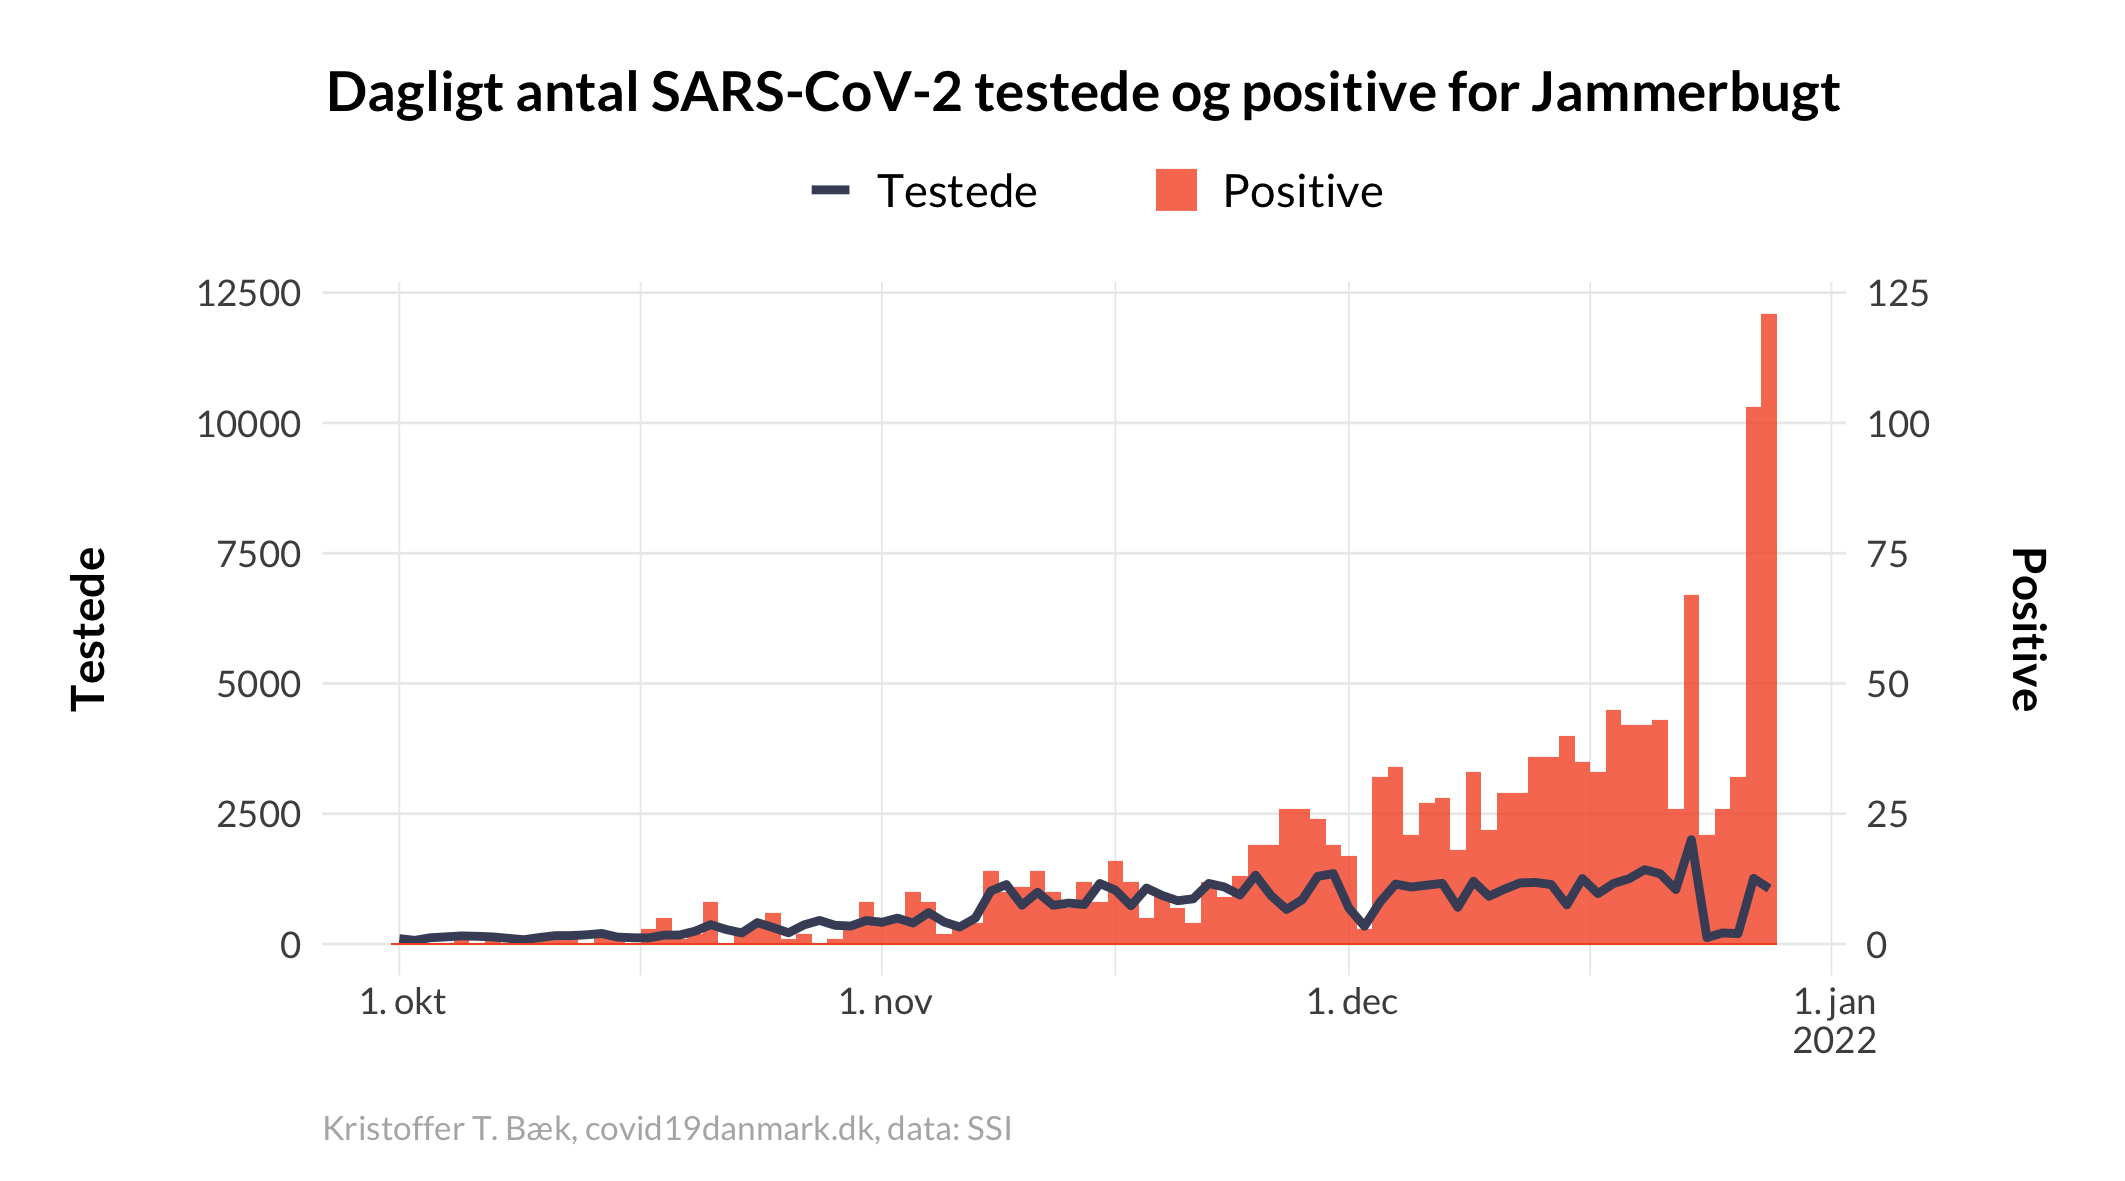 Dagligt antal SARS-CoV-2 testede og positive for Jammerbugt
Testede
Positive
12500
10000
7500
5000
2500
0
125
100
75
50
25
0
Testede
Positive
1. okt
1. nov
1. dec
1. jan
2022
Kristoffer T. Bæk, covid19danmark.dk, data: SSI